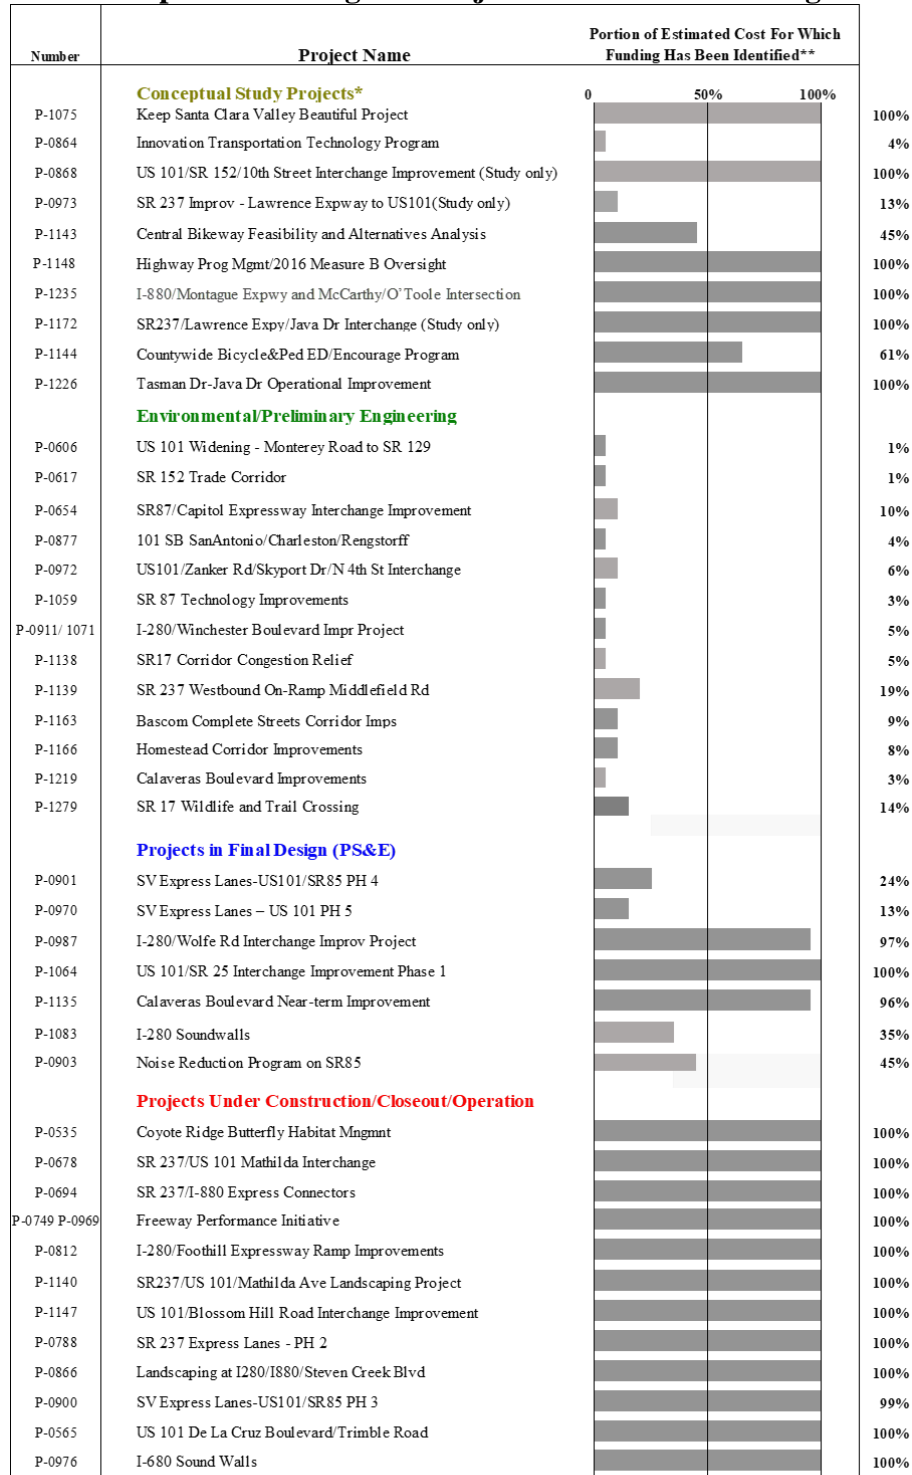 Portion of Estimated Cost For Which
Number Project Name Funding Has Been Identified**
Conceptual Study Projects* 0 50% 100%
P-1075 Keep Santa Clara Valley Beautiful Project 100%
P-0864 Innovation Transportation Technology Program 4%
P-0868 US 101/SR 152/10th Street Interchange Improvement (Study only) 100%
P-0973 SR 237 Improv - Lawrence Expway to US101(Study only) 13%
P-1143 Central Bikeway Feasibility and Alternatives Analysis 45%
P-1148 Highway Prog Mgmt/2016 Measure B Oversight 100%
P-1235 I-880/Montague Expwy and McCarthy/O'Toole Intersection 100%
P-1172 SR237/Lawrence Expy/Java Dr Interchange (Study only) 100%
P-1144 Countywide Bicycle&Ped ED/Encourage Program 61%
P-1226 Tasman Dr-Java Dr Operational Improvement 100%
Environmental/Preliminary Engineering
P-0606 US 101 Widening - Monterey Road to SR 129 1%
P-0617 SR 152 Trade Corridor 1%
P-0654 SR87/Capitol Expressway Interchange Improvement 10%
P-0877 101 SB SanAntonio/Charleston/Rengstorff 4%
P-0972 US101/Zanker Rd/Skyport Dr/N 4th St Interchange 6%
P-1059 SR 87 Technology Improvements 3%
P-0911/ 1071 I-280/Winchester Boulevard Impr Project 5%
P-1138 SR17 Corridor Congestion Relief 5%
P-1139 SR 237 Westbound On-Ramp Middlefield Rd 19%
P-1163 Bascom Complete Streets Corridor Imps 9%
P-1166 Homestead Corridor Improvements 8%
P-1219 Calaveras Boulevard Improvements 3%
P-1279 SR 17 Wildlife and Trail Crossing 14%
Projects in Final Design (PS&E)
P-0901 SV Express Lanes-US101/SR85 PH 4 24%
P-0970 SV Express Lanes – US 101 PH 5 13%
P-0987 I-280/Wolfe Rd Interchange Improv Project 97%
P-1064 US 101/SR 25 Interchange Improvement Phase 1 100%
P-1135 Calaveras Boulevard Near-term Improvement 96%
P-1083 I-280 Soundwalls 35%
P-0903 Noise Reduction Program on SR85 45%
Projects Under Construction/Closeout/Operation
P-0535 Coyote Ridge Butterfly Habitat Mngmnt 100%
P-0678 SR 237/US 101 Mathilda Interchange 100%
P-0694 SR 237/I-880 Express Connectors 100%
P-0749 P-0969 Freeway Performance Initiative 100%
P-0812 I-280/Foothill Expressway Ramp Improvements 100%
P-1140 SR237/US 101/Mathilda Ave Landscaping Project 100%
P-1147 US 101/Blossom Hill Road Interchange Improvement 100%
P-0788 SR 237 Express Lanes - PH 2 100%
P-0866 Landscaping at I280/I880/Steven Creek Blvd 100%
P-0900 SV Express Lanes-US101/SR85 PH 3 99%
P-0565 US 101 De La Cruz Boulevard/Trimble Road 100%
P-0976 I-680 Sound Walls 100%